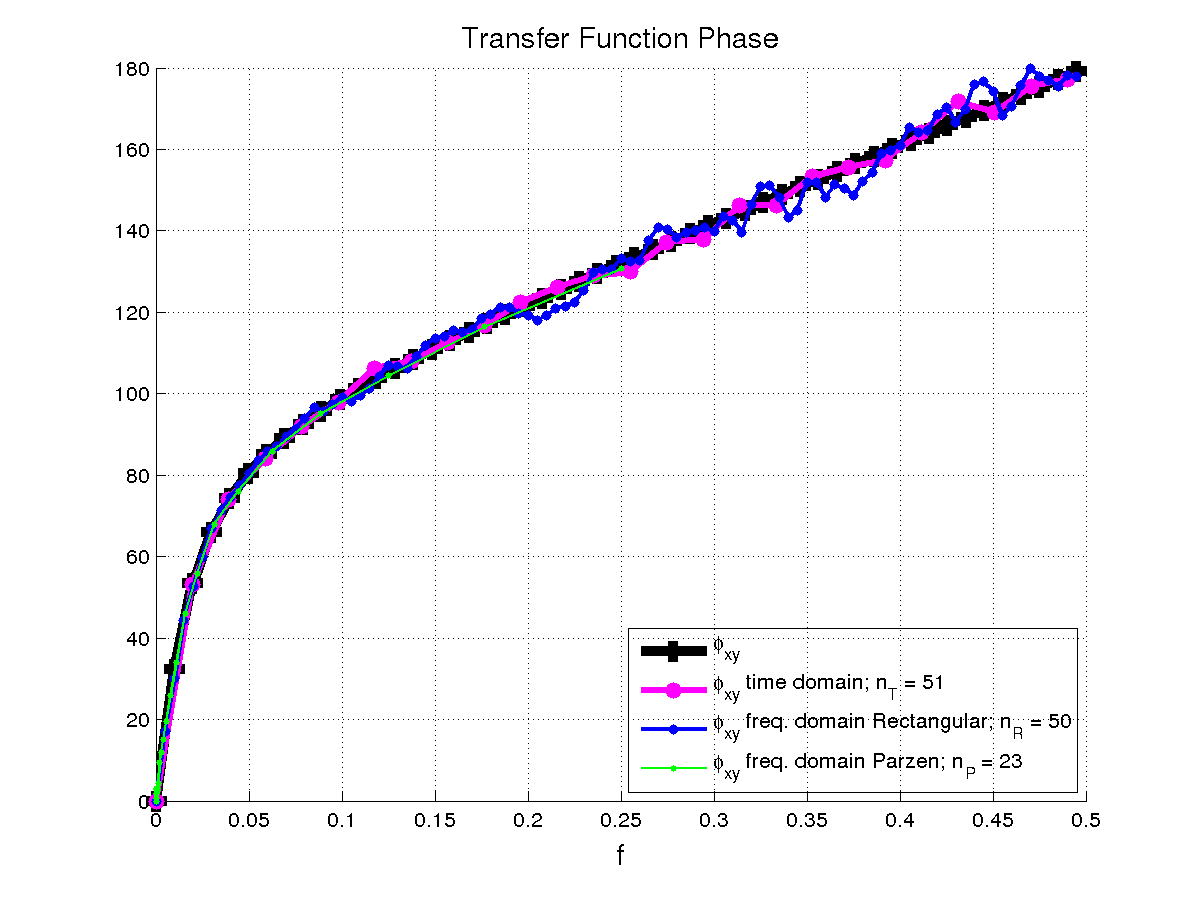 Transfer Function Phase
180
160
140
120
100
80
60
40
20
0
ϕxy
ϕxy time domain; nT = 51
ϕxy freq. domain Rectangular; nR = 50
ϕxy freq. domain Parzen; nP = 23
0 0.05 0.1 0.15 0.2 0.25 0.3 0.35 0.4 0.45 0.5
f